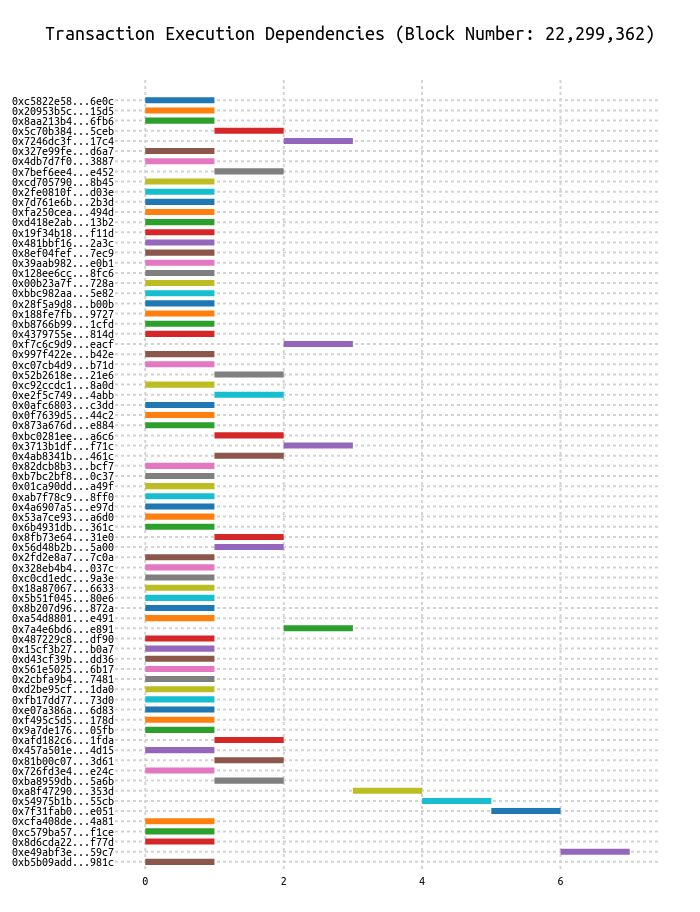 Transaction Execution Dependencies (Block Number: 22,299,362)
0xc5822e58...6e0c
0x20953b5c...15d5
0x8aa213b4...6fb6
0x5c70b384...5ceb
0x7246dc3f...17c4
0x327e99fe...d6a7
0x4db7d7f0...3887
0x7bef6ee4...e452
0xcd705790...8b45
0x2fe0810f...d03e
0x7d761e6b...2b3d
0xfa250cea...494d
0xd418e2ab...13b2
0x19f34b18...f11d
0x481bbf16...2a3c
0x8ef04fef...7ec9
0x39aab982...e0b1
0x128ee6cc...8fc6
0x00b23a7f...728a
0xbbc982aa...5e82
0x28f5a9d8...b00b
0x188fe7fb...9727
0xb8766b99...1cfd
0x4379755e...814d
0xf7c6c9d9...eacf
0x997f422e...b42e
0xc07cb4d9...b71d
0x52b2618e...21e6
0xc92ccdc1...8a0d
0xe2f5c749...4abb
0x0afc6803...c3dd
0x0f7639d5...44c2
0x873a676d...e884
0xbc0281ee...a6c6
0x3713b1df...f71c
0x4ab8341b...461c
0x82dcb8b3...bcf7
0xb7bc2bf8...0c37
0x01ca90dd...a49f
0xab7f78c9...8ff0
0x4a6907a5...e97d
0x53a7ce93...a6d0
0x6b4931db...361c
0x8fb73e64...31e0
0x56d48b2b...5a00
0x2fd2e8a7...7c0a
0x328eb4b4...037c
0xc0cd1edc...9a3e
0x18a87067...6633
0x5b51f045...80e6
0x8b207d96...872a
0xa54d8801...e491
0x7a4e6bd6...e891
0x487229c8...df90
0x15cf3b27...b0a7
0xd43cf39b...dd36
0x561e5025...6b17
0x2cbfa9b4...7481
0xd2be95cf...1da0
0xfb17dd77...73d0
0xe07a386a...6d83
0xf495c5d5...178d
0x9a7de176...05fb
0xafd182c6...1fda
0x457a501e...4d15
0x81b00c07...3d61
0x726fd3e4...e24c
0xba8959db...5a6b
0xa8f47290...353d
0x54975b1b...55cb
0x7f31fab0...e051
0xcfa408de...4a81
0xc579ba57...f1ce
0x8d6cda22...f77d
0xe49abf3e...59c7
0xb5b09add...981c
0 2 4 6